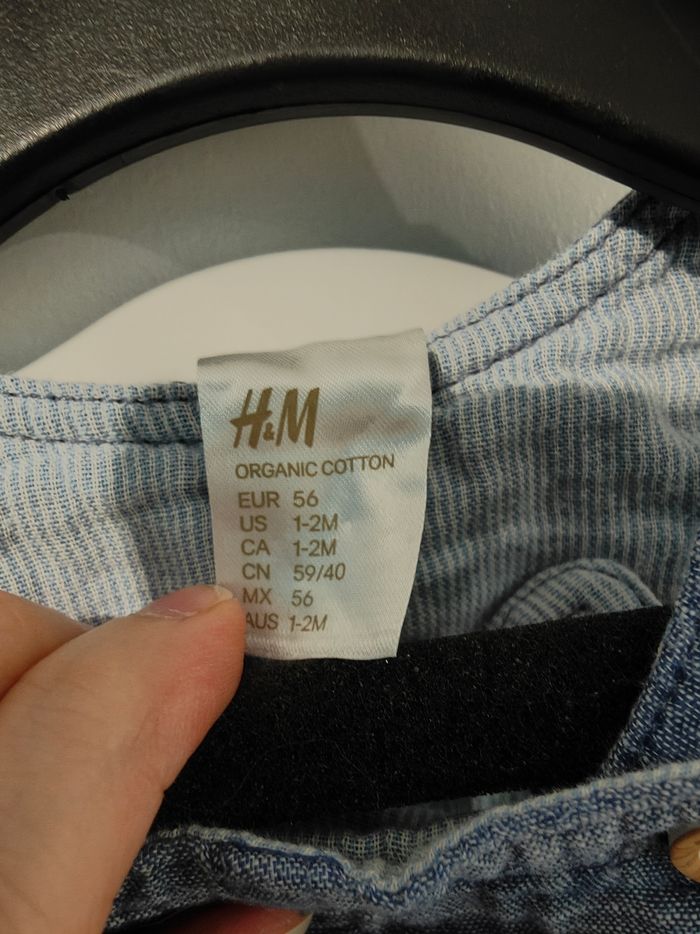 H&M
ORGANIC COTTON
EUR 56
US 1-2M
CA 1-2M
CN 59/40
MX 56
AUS 1-2M